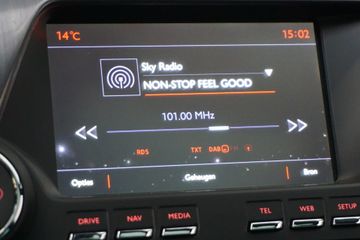 14°C 15:02
Sky Radio
NON-STOP FEEL GOOD
101.00 MHz
RDS TXT DAB FM
Opties Geheugen Bron
DRIVE NAV MEDIA TEL WEB SETUP